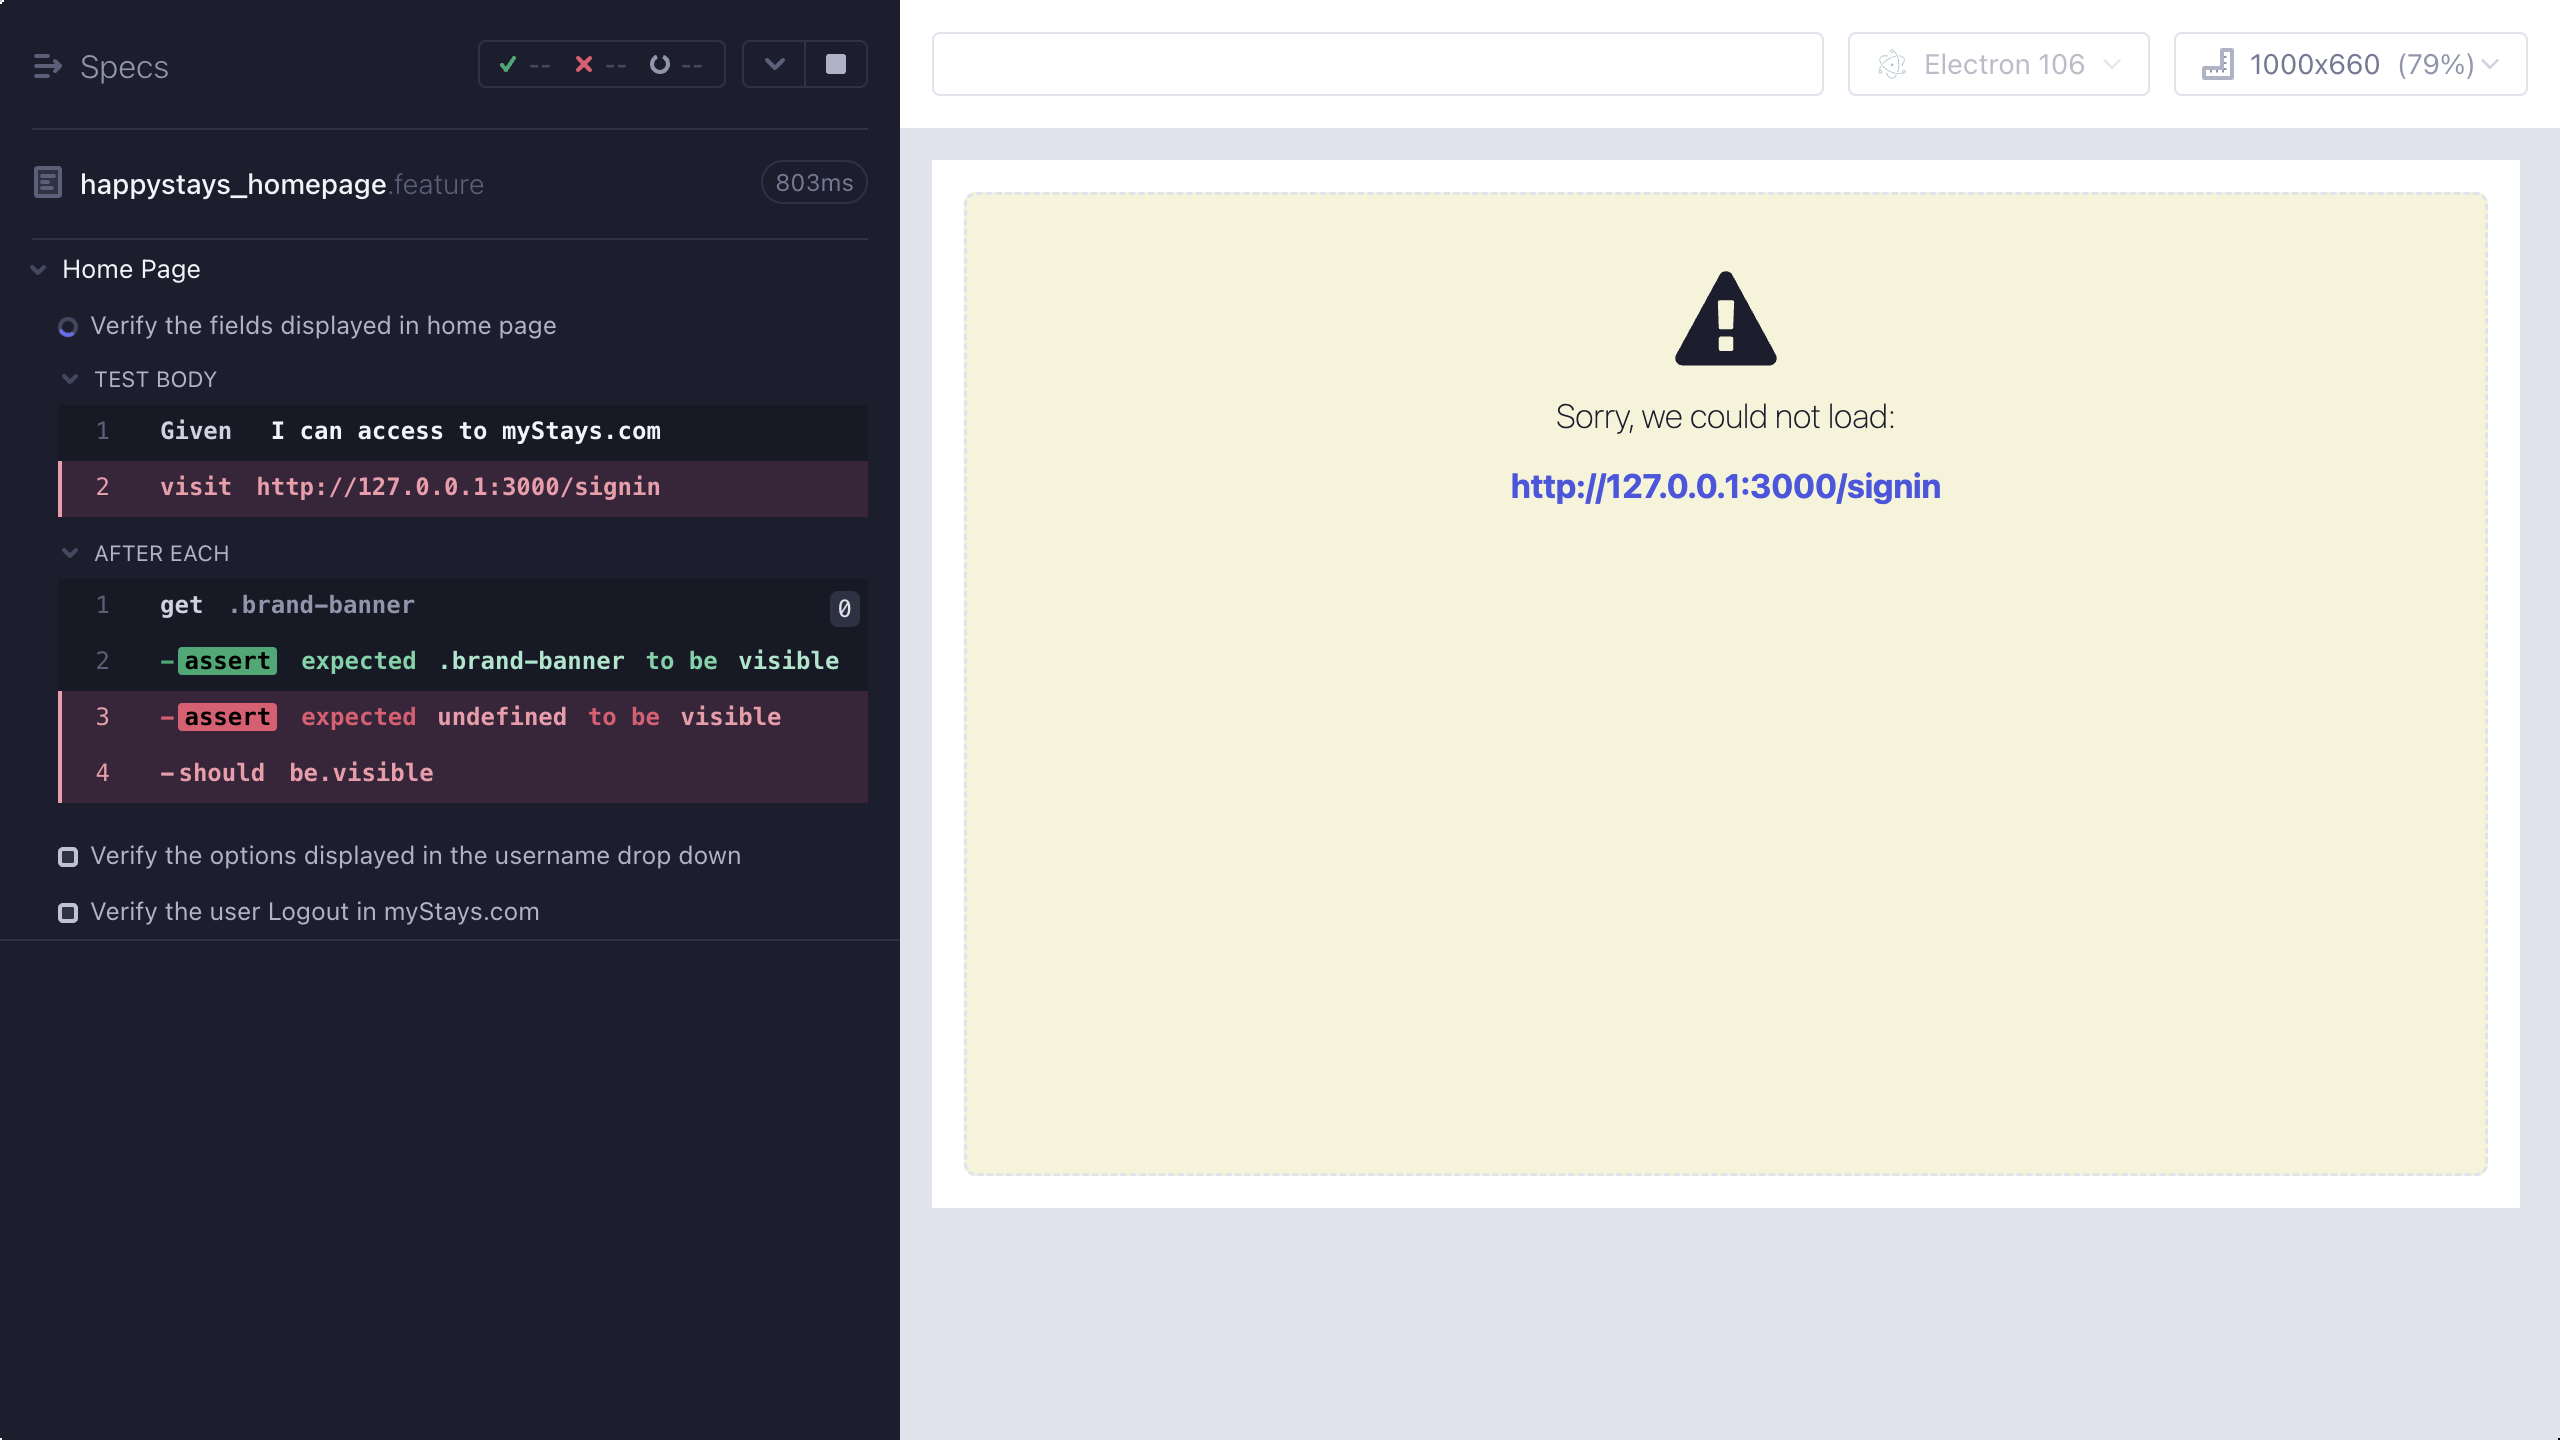 Specs
-- -- --
Electron 106
1000x660 (79%)
happystays_homepage.feature
803ms
Home Page
Verify the fields displayed in home page
TEST BODY
1 Given I can access to myStays.com
2 visit http://127.0.0.1:3000/signin
AFTER EACH
1 get .brand-banner 0
2 -assert expected .brand-banner to be visible
3 -assert expected undefined to be visible
4 -should be.visible
Verify the options displayed in the username drop down
Verify the user Logout in myStays.com
Sorry, we could not load:
http://127.0.0.1:3000/signin